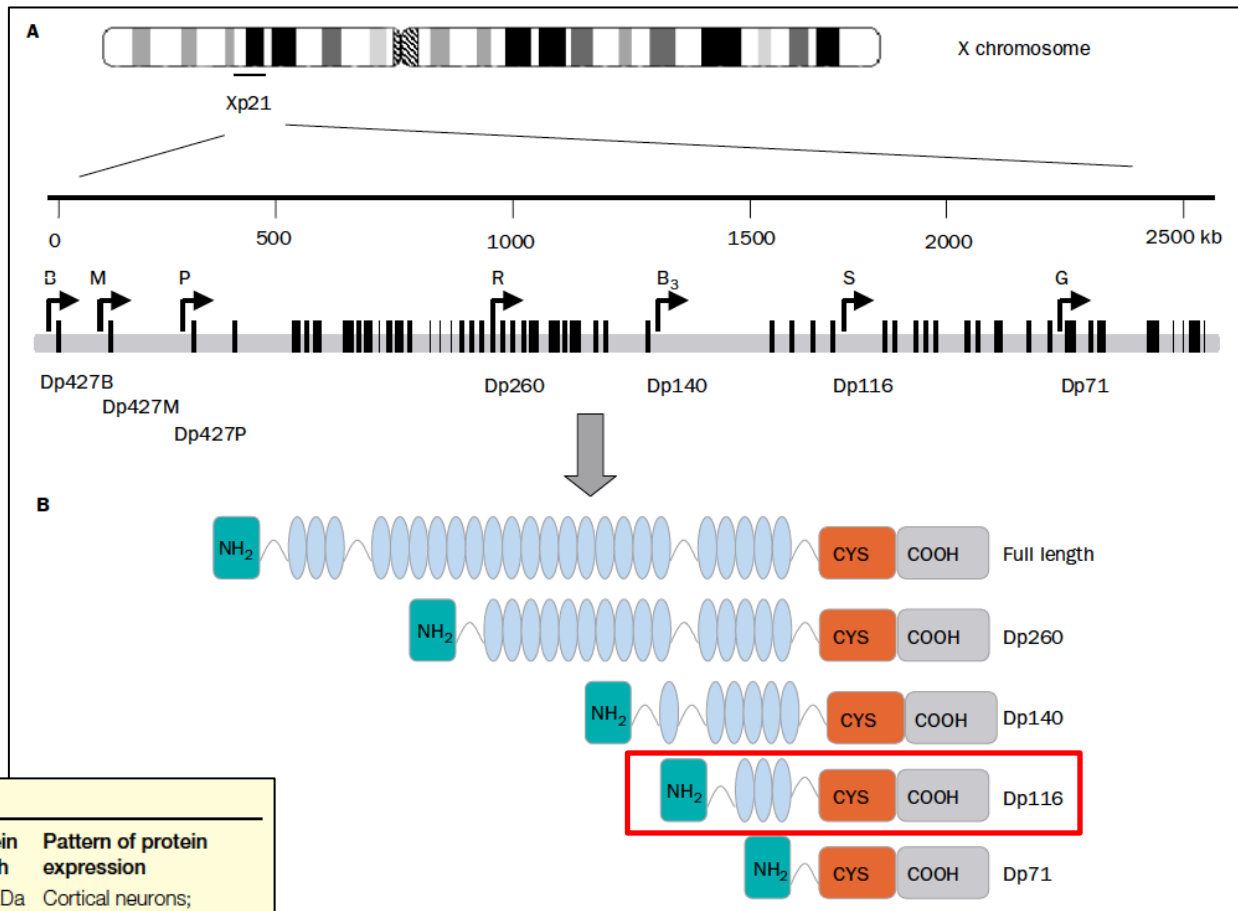 A
X chromosome
Xp21
0 500 1000 1500 2000 2500 kb
B M P R B₃ S G
Dp427B Dp260 Dp140 Dp116 Dp71
Dp427M
Dp427P
B
NH₂ CYS COOH Full length
NH₂ CYS COOH Dp260
NH₂ CYS COOH Dp140
NH₂ CYS COOH Dp116
NH₂ CYS COOH Dp71
Pattern of protein
expression
Cortical neurons;